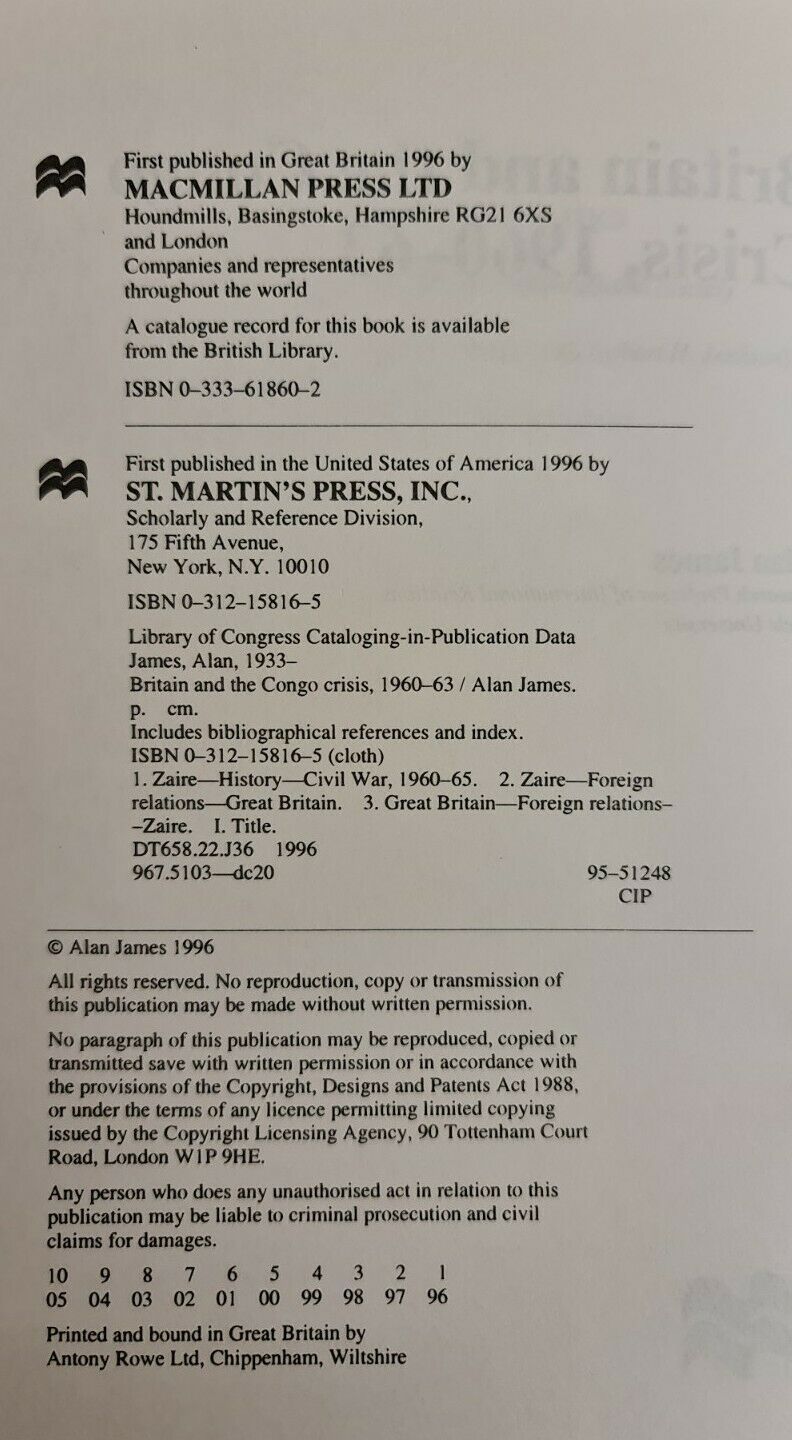 First published in Great Britain 1996 by
MACMILLAN PRESS LTD
Houndmills, Basingstoke, Hampshire RG21 6XS
and London
Companies and representatives
throughout the world
A catalogue record for this book is available
from the British Library.
ISBN 0–333–61860–2
First published in the United States of America 1996 by
ST. MARTIN'S PRESS, INC.,
Scholarly and Reference Division,
175 Fifth Avenue,
New York, N.Y. 10010
ISBN 0–312–15816–5
Library of Congress Cataloging-in-Publication Data
James, Alan, 1933–
Britain and the Congo crisis, 1960–63 / Alan James.
p. cm.
Includes bibliographical references and index.
ISBN 0–312–15816–5 (cloth)
1. Zaire—History—Civil War, 1960–65. 2. Zaire—Foreign
relations—Great Britain. 3. Great Britain—Foreign relations–
–Zaire. I. Title.
DT658.22.J36 1996
967.5103—dc20 95–51248
CIP
© Alan James 1996
All rights reserved. No reproduction, copy or transmission of
this publication may be made without written permission.
No paragraph of this publication may be reproduced, copied or
transmitted save with written permission or in accordance with
the provisions of the Copyright, Designs and Patents Act 1988,
or under the terms of any licence permitting limited copying
issued by the Copyright Licensing Agency, 90 Tottenham Court
Road, London W1P 9HE.
Any person who does any unauthorised act in relation to this
publication may be liable to criminal prosecution and civil
claims for damages.
10 9 8 7 6 5 4 3 2 1
05 04 03 02 01 00 99 98 97 96
Printed and bound in Great Britain by
Antony Rowe Ltd, Chippenham, Wiltshire